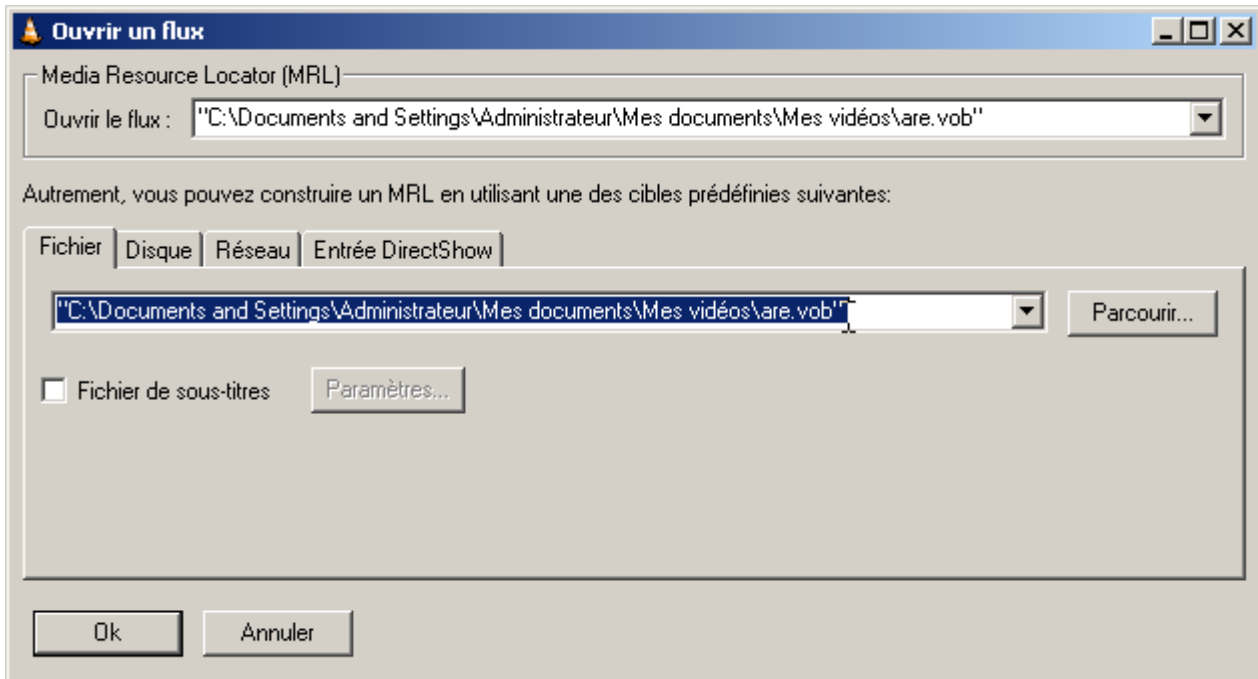 Ouvrir un flux
Media Resource Locator (MRL)
Ouvrir le flux : "C:\Documents and Settings\Administrateur\Mes documents\Mes vidéos\are.vob"
Autrement, vous pouvez construire un MRL en utilisant une des cibles prédéfinies suivantes:
Fichier Disque Réseau Entrée DirectShow
"C:\Documents and Settings\Administrateur\Mes documents\Mes vidéos\are.vob" Parcourir...
Fichier de sous-titres Paramètres...
Ok Annuler